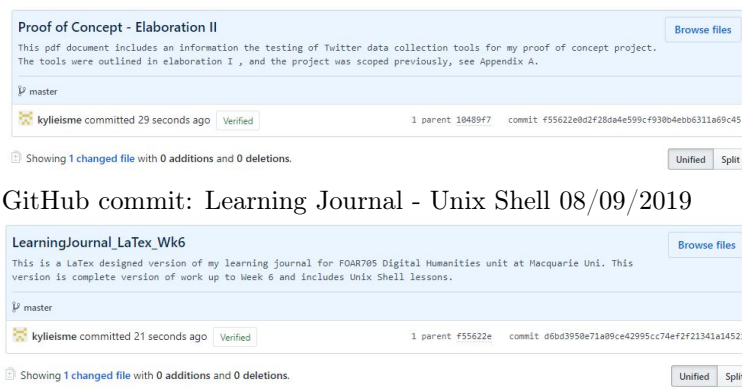 Proof of Concept - Elaboration II
Browse files
This pdf document includes an information the testing of Twitter data collection tools for my proof of concept project.
The tools were outlined in elaboration I , and the project was scoped previously, see Appendix A.
master
kylieisme committed 29 seconds ago Verified 1 parent 10489f7 commit f55622e0d2f28da4e599cf930b4ebb6311a69c45
Showing 1 changed file with 0 additions and 0 deletions. Unified Split
GitHub commit: Learning Journal - Unix Shell 08/09/2019
LearningJournal_LaTex_Wk6
Browse files
This is a LaTex designed version of my learning journal for FOAR705 Digital Humanities unit at Macquarie Uni. This
version is complete version of work up to Week 6 and includes Unix Shell lessons.
master
kylieisme committed 21 seconds ago Verified 1 parent f55622e commit d6bd3950e71a09ce42995cc74ef2f21341a1452
Showing 1 changed file with 0 additions and 0 deletions. Unified Split